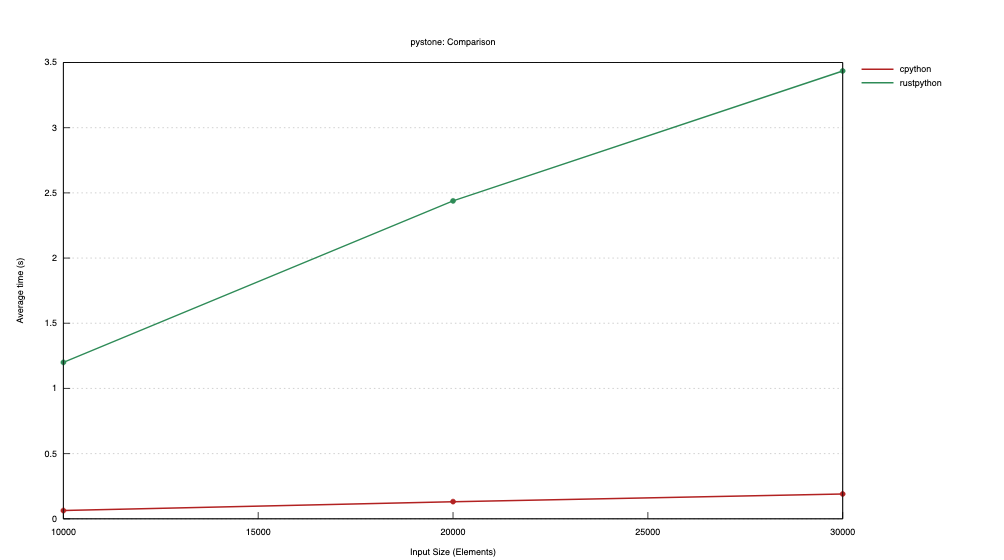 pystone: Comparison
3.5
3
2.5
2
1.5
1
0.5
0
Average time (s)
10000 15000 20000 25000 30000
Input Size (Elements)
cpython
rustpython